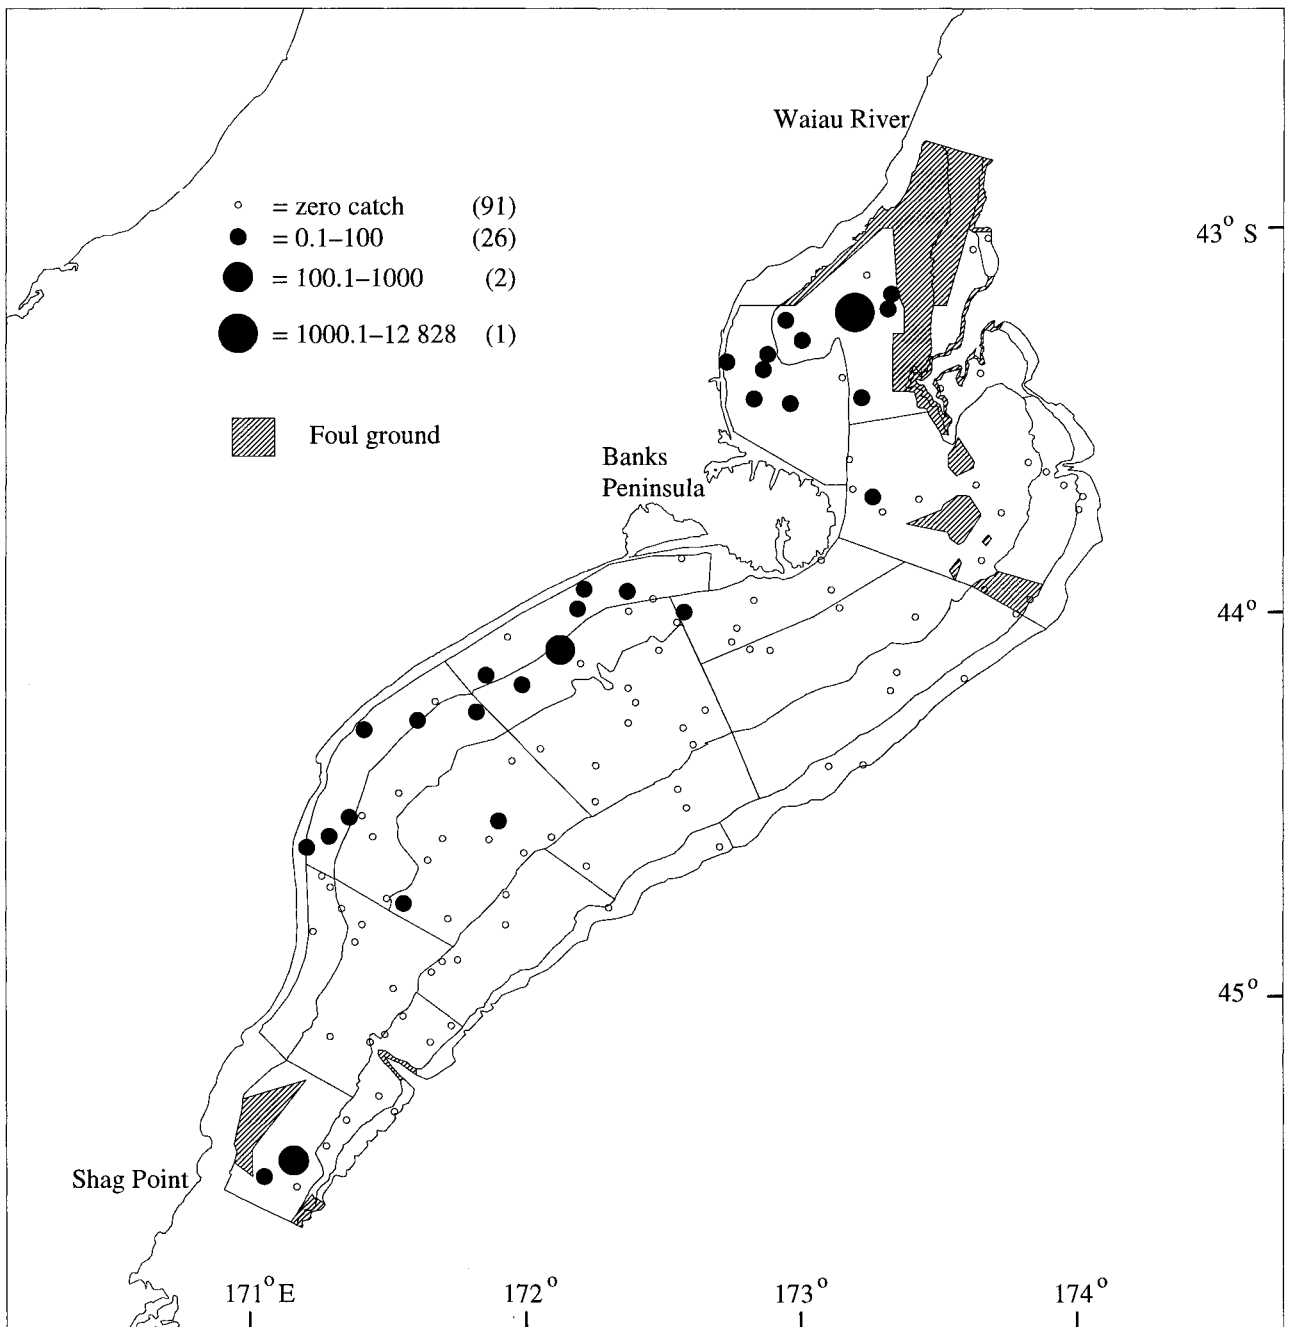 Waiau River
= zero catch (91)
= 0.1–100 (26)
= 100.1–1000 (2)
= 1000.1–12 828 (1)
Foul ground
43° S
Banks
Peninsula
44°
45°
Shag Point
171° E 172° 173° 174°